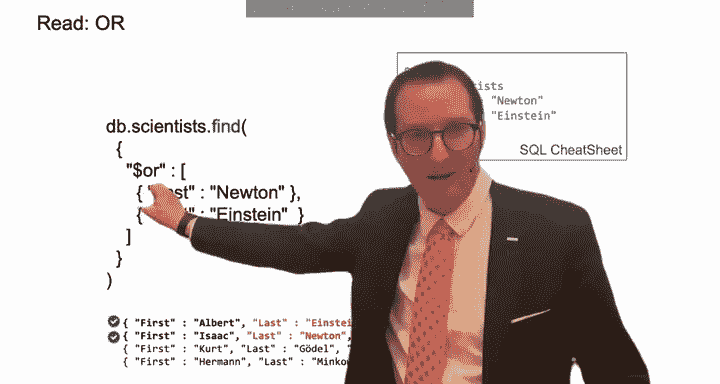 Read: OR
"Newton"
"Einstein"
SQL CheatSheet
db.scientists.find(
{
"$or" : [
{ " : "Newton" },
{ : "Einstein" }
]
}
)
{ "First" : "Albert", "Last" :
{ "First" : "Isaac", "Last" : "Newton",
{ "First" : "Kurt", "Last" : "Gödel",
{ "First" : "Hermann", "Last" :